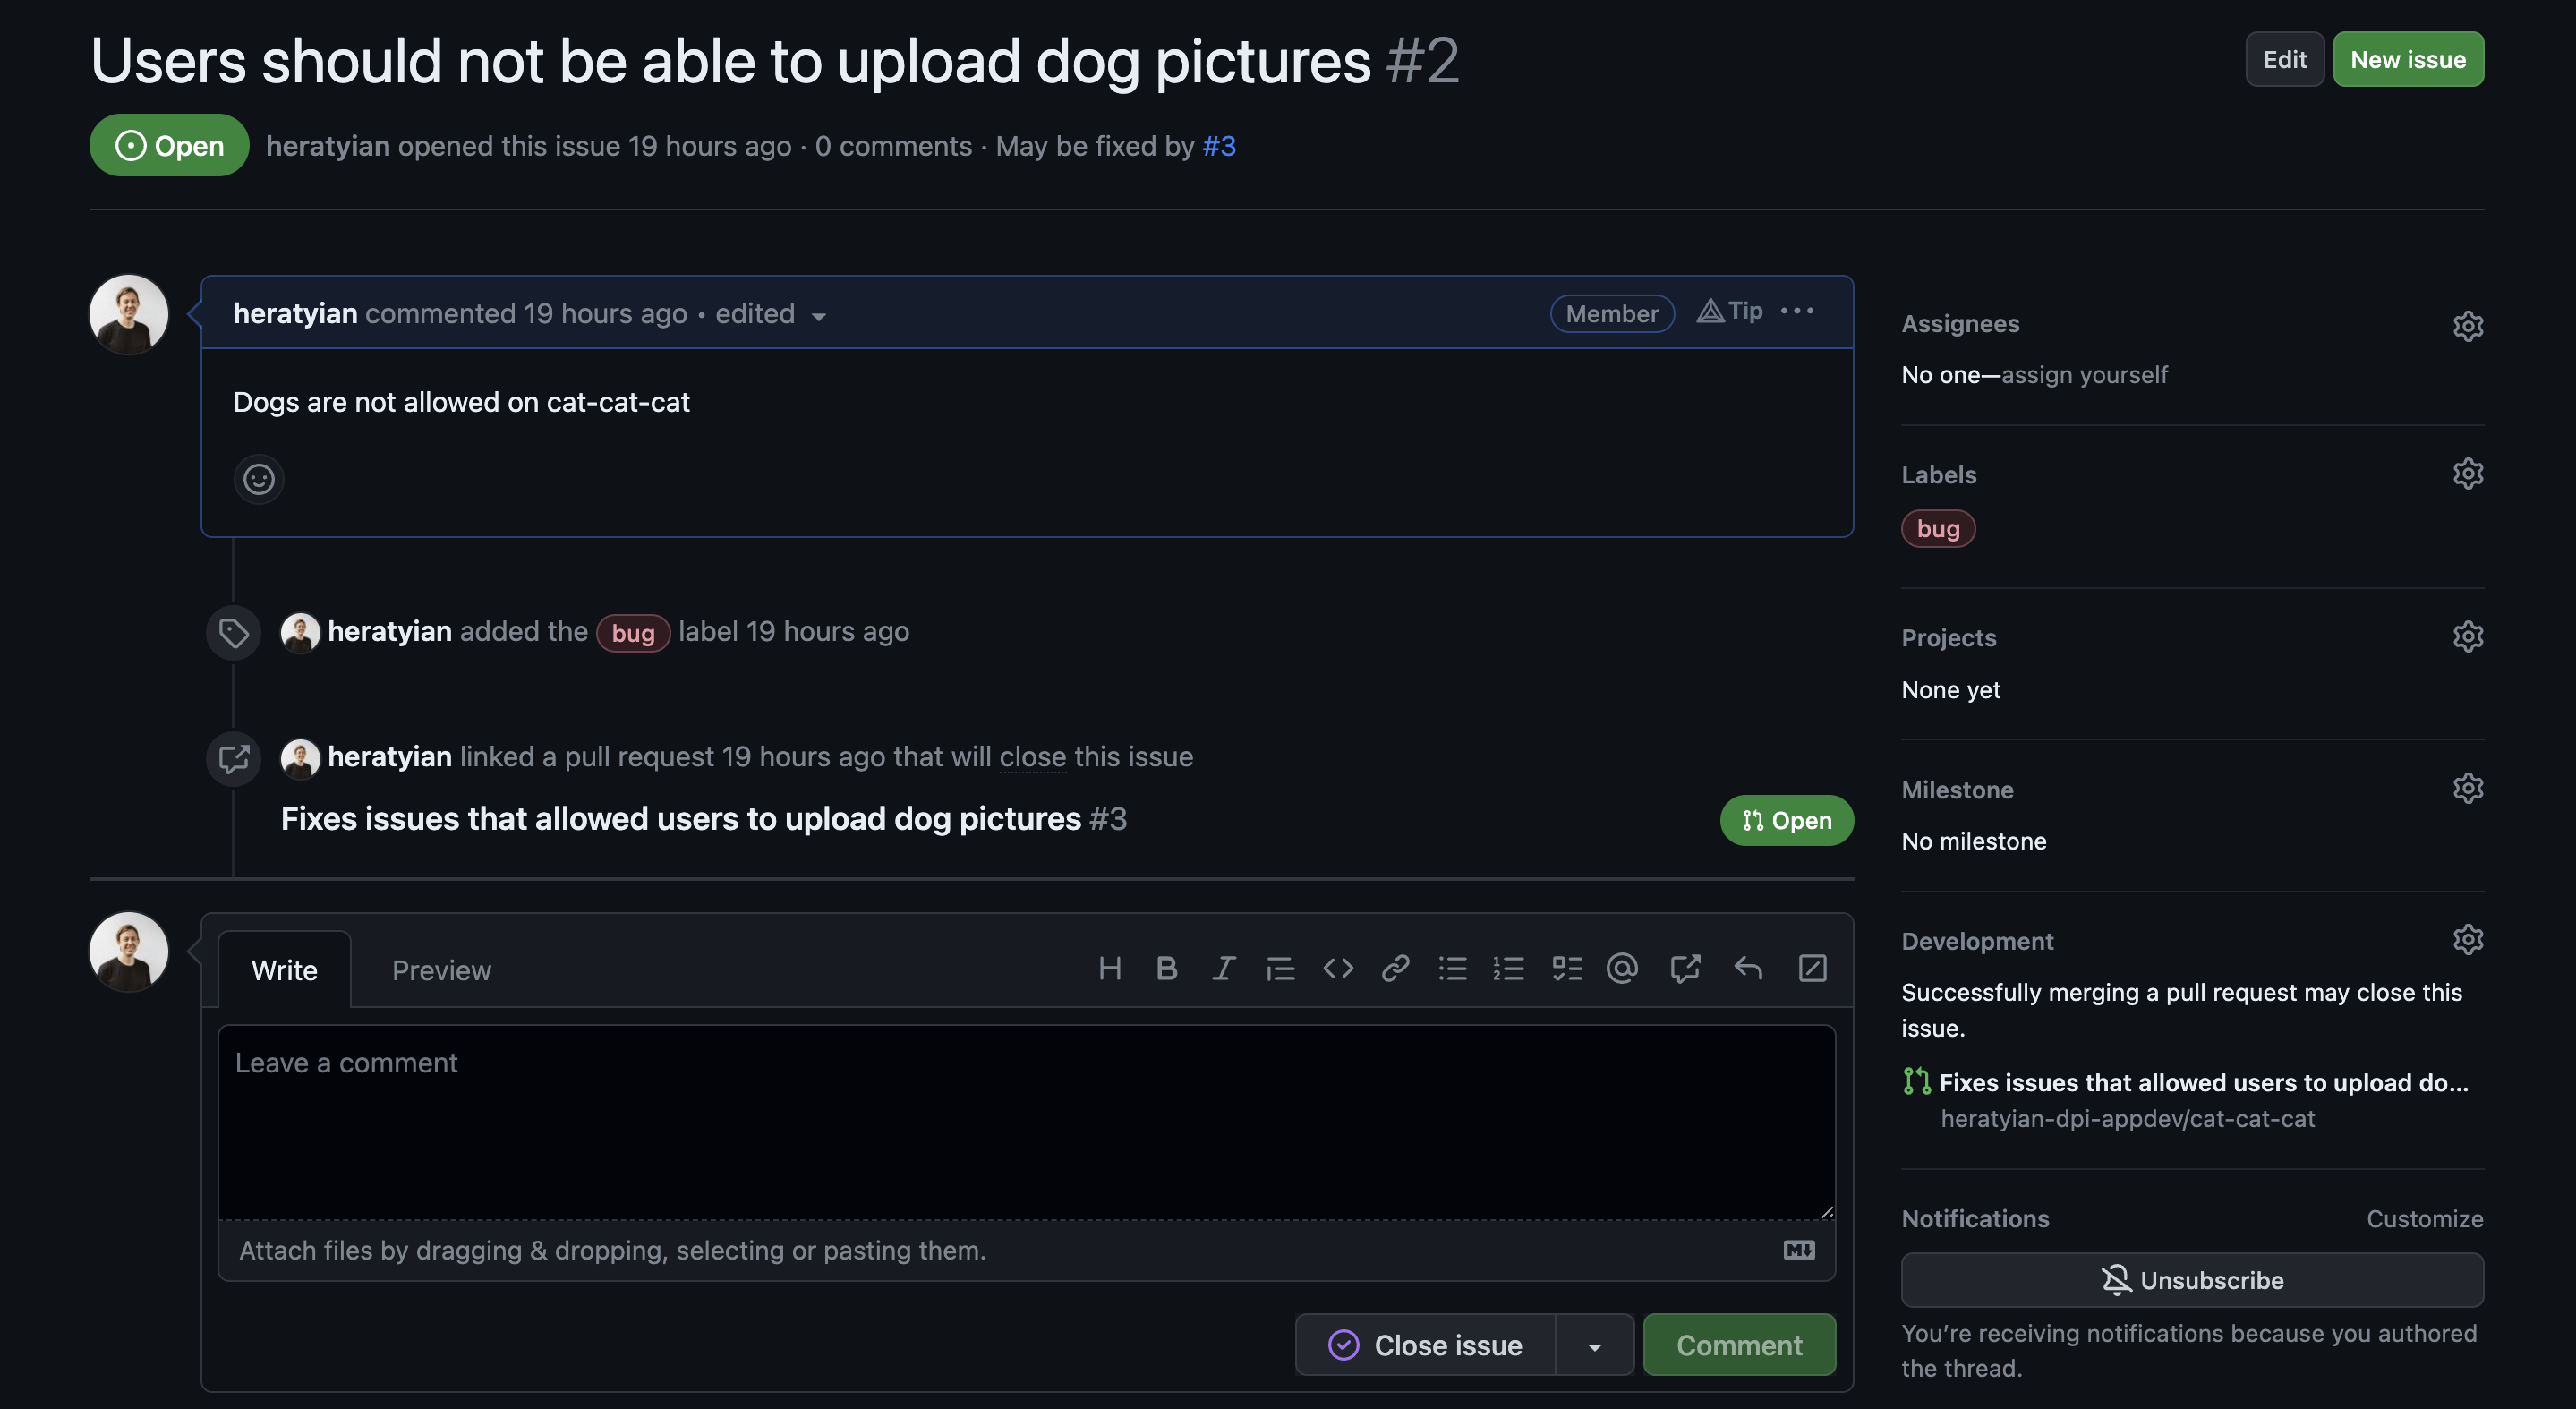 Users should not be able to upload dog pictures #2
Edit
New issue
Open
heratyian opened this issue 19 hours ago · 0 comments · May be fixed by #3
heratyian commented 19 hours ago • edited
Member
Tip
Dogs are not allowed on cat-cat-cat
heratyian added the bug label 19 hours ago
heratyian linked a pull request 19 hours ago that will close this issue
Fixes issues that allowed users to upload dog pictures #3
Open
Write
Preview
Leave a comment
Attach files by dragging & dropping, selecting or pasting them.
Close issue
Comment
Assignees
No one—assign yourself
Labels
bug
Projects
None yet
Milestone
No milestone
Development
Successfully merging a pull request may close this
issue.
Fixes issues that allowed users to upload do...
heratyian-dpi-appdev/cat-cat-cat
Notifications
Customize
Unsubscribe
You’re receiving notifications because you authored
the thread.